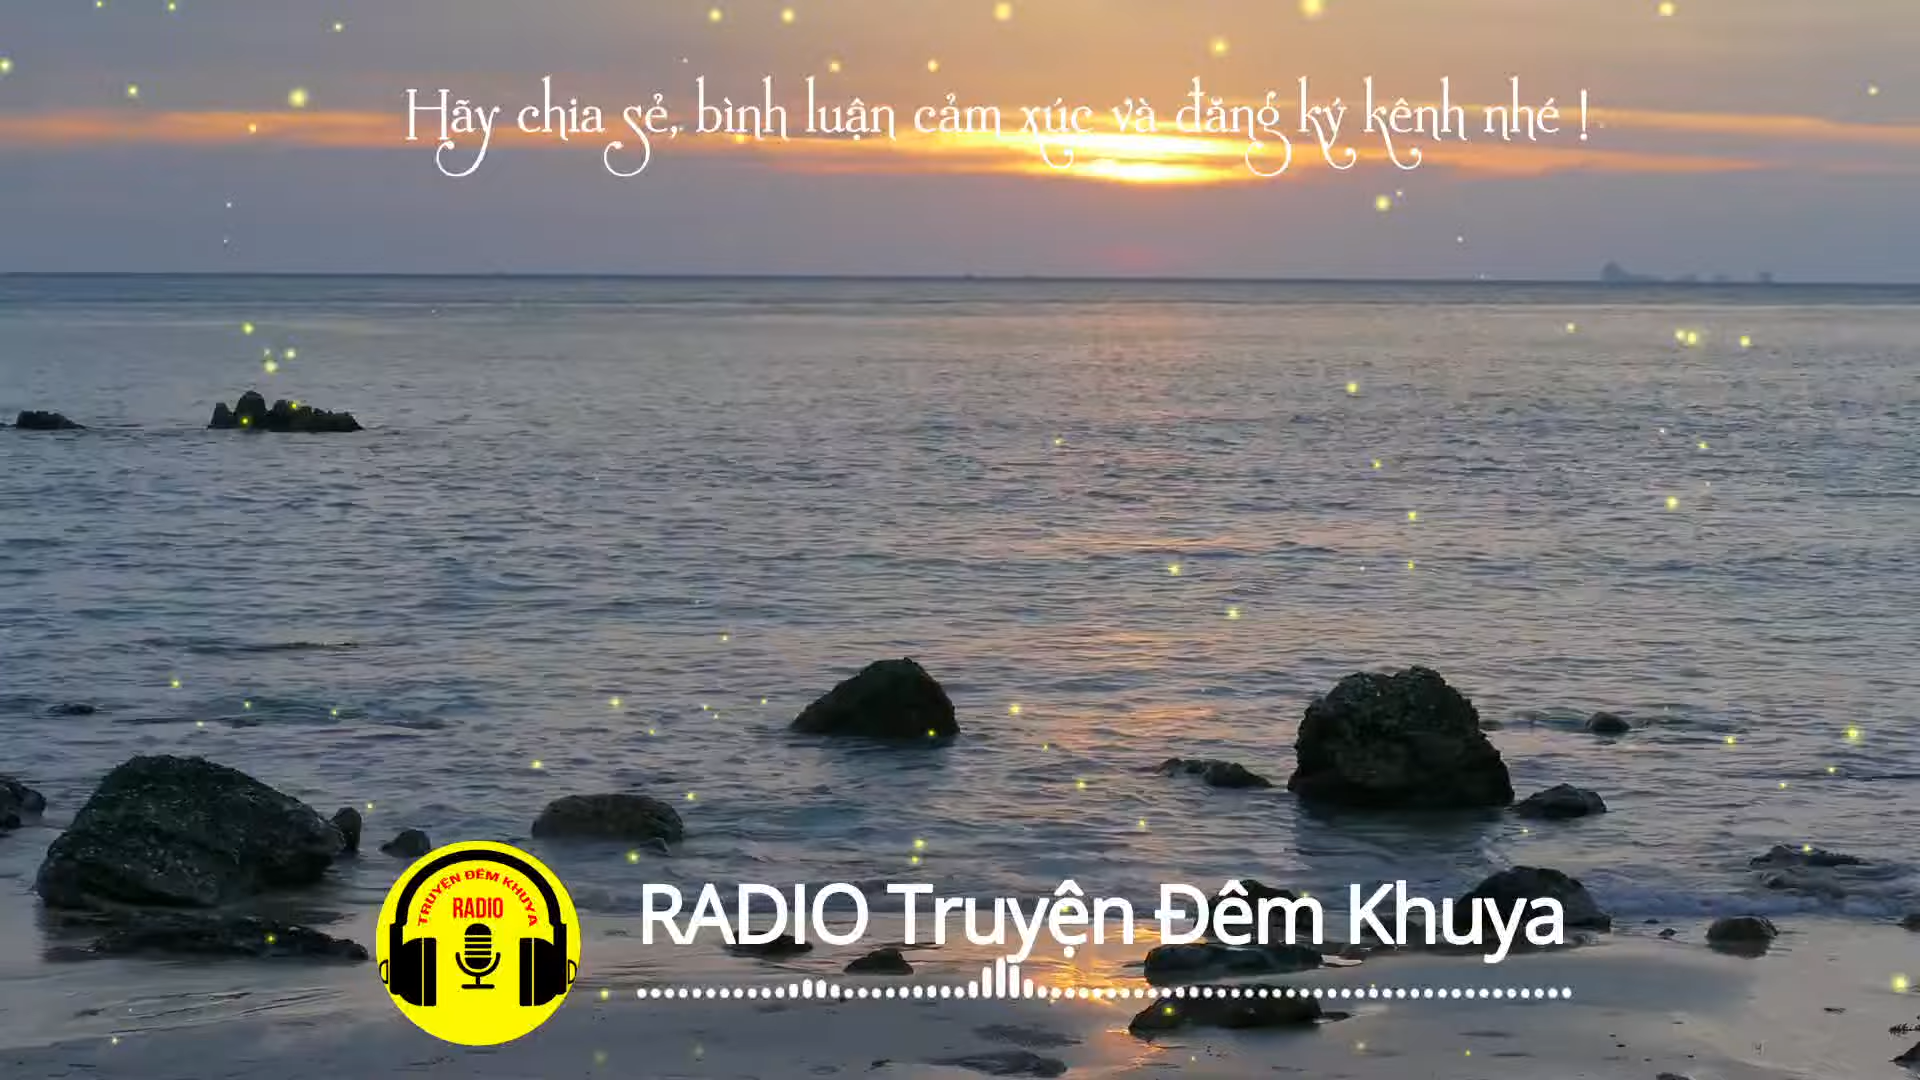 Hãy chia sẻ, bình luận cảm xúc và đăng ký kênh nhé !
TRUYỆN ĐÊM KHUYA
RADIO
RADIO Truyện Đêm Khuya